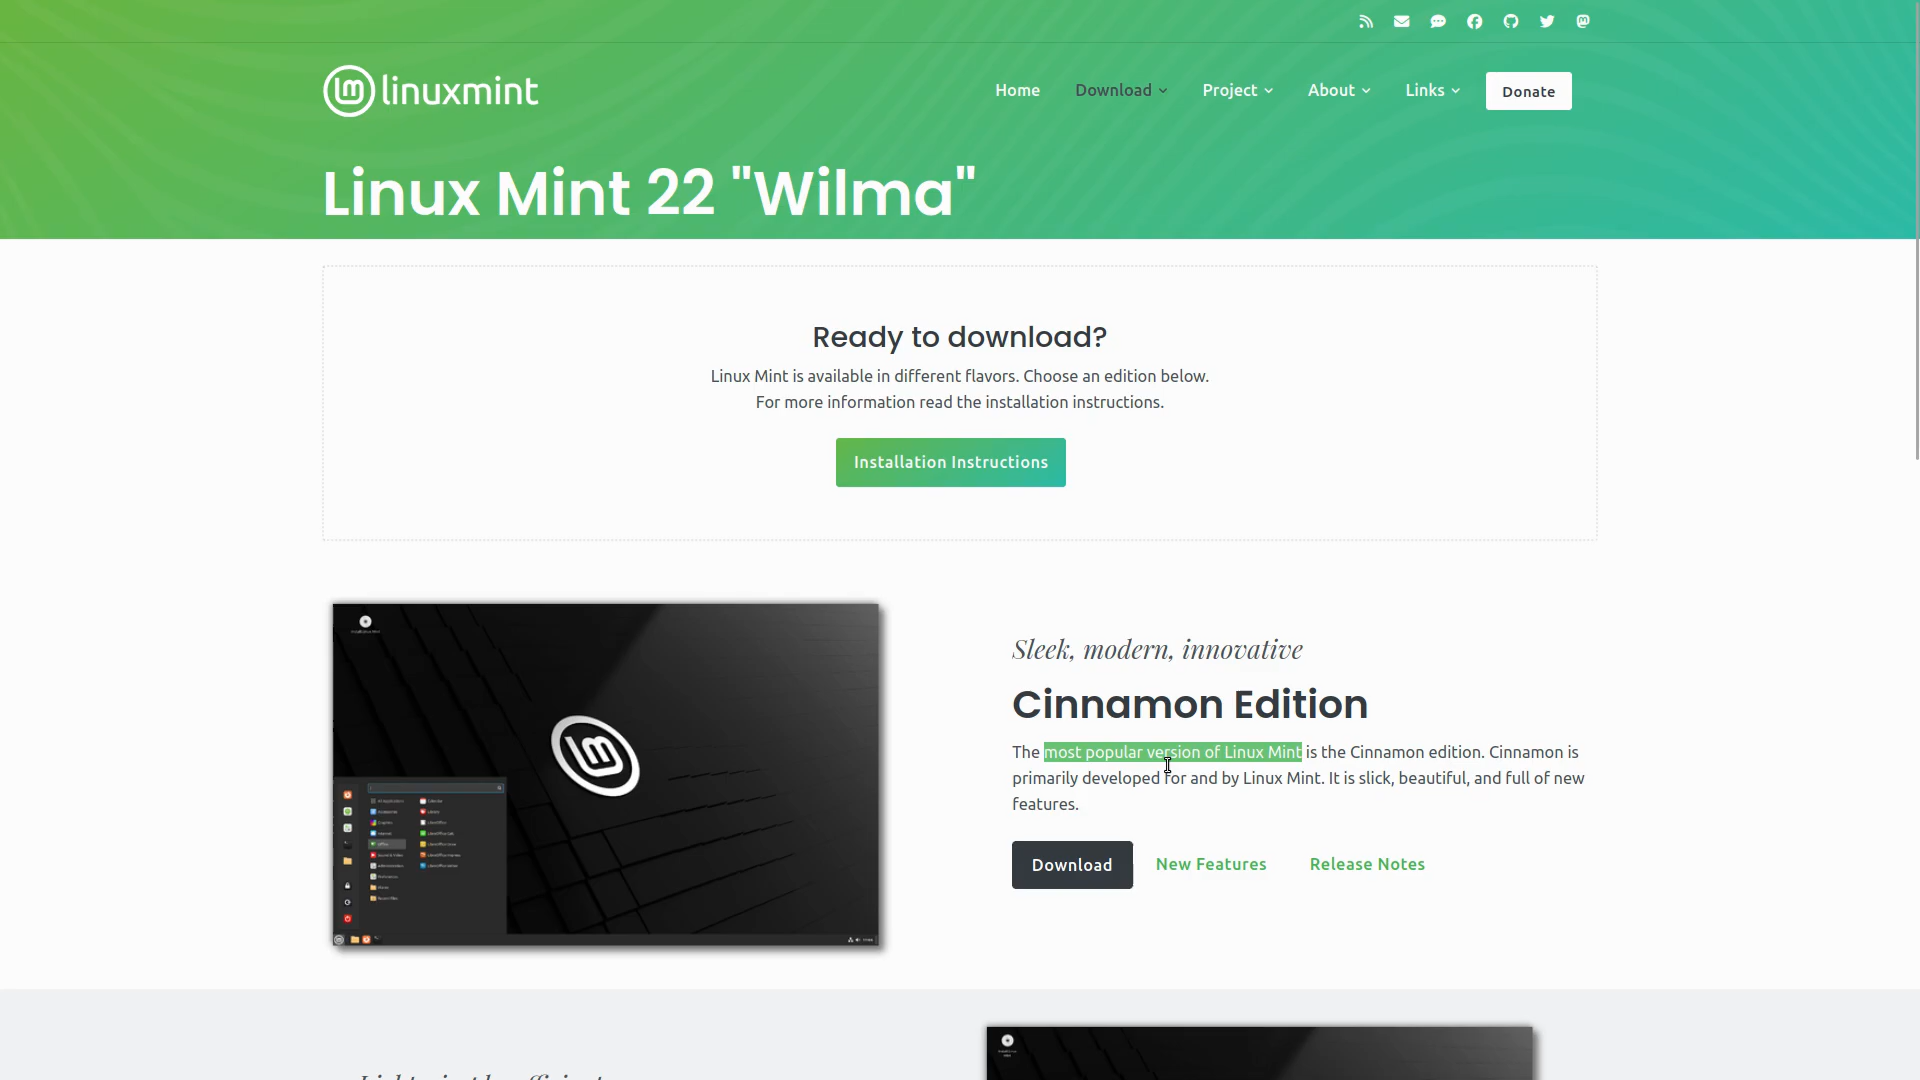 linuxmint
Home
Download
Project
About
Links
Donate
Linux Mint 22 "Wilma"
Ready to download?
Linux Mint is available in different flavors. Choose an edition below.
For more information read the installation instructions.
Installation Instructions
Sleek, modern, innovative
Cinnamon Edition
The most popular version of Linux Mint is the Cinnamon edition. Cinnamon is
primarily developed for and by Linux Mint. It is slick, beautiful, and full of new
features.
Download
New Features
Release Notes